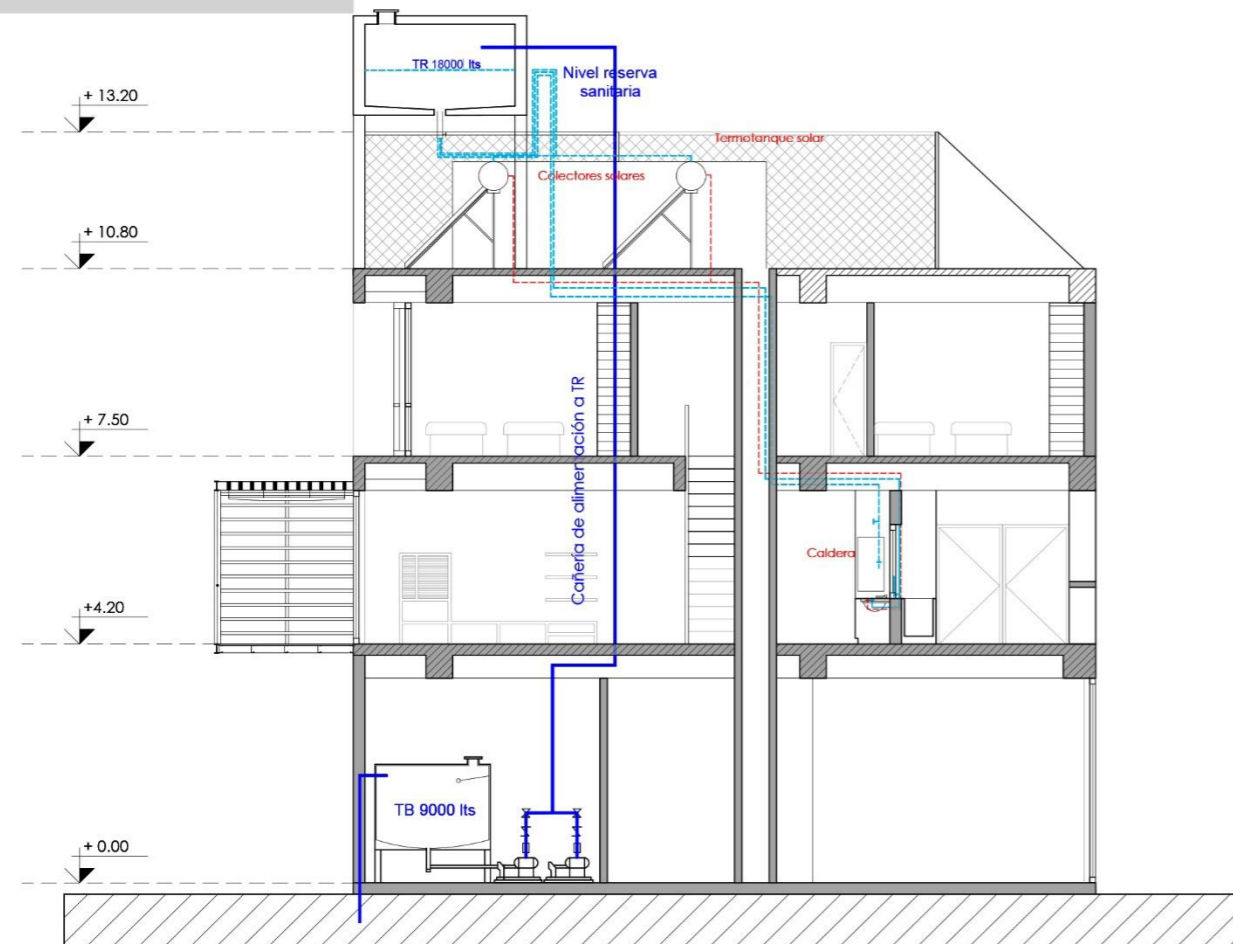 TR 18000 lts
Nivel reserva
sanitaria
+ 13.20
Termotanque solar
Colectores solares
+ 10.80
+ 7.50
Cañería de alimentación a TR
Caldera
+4.20
TB 9000 lts
+ 0.00